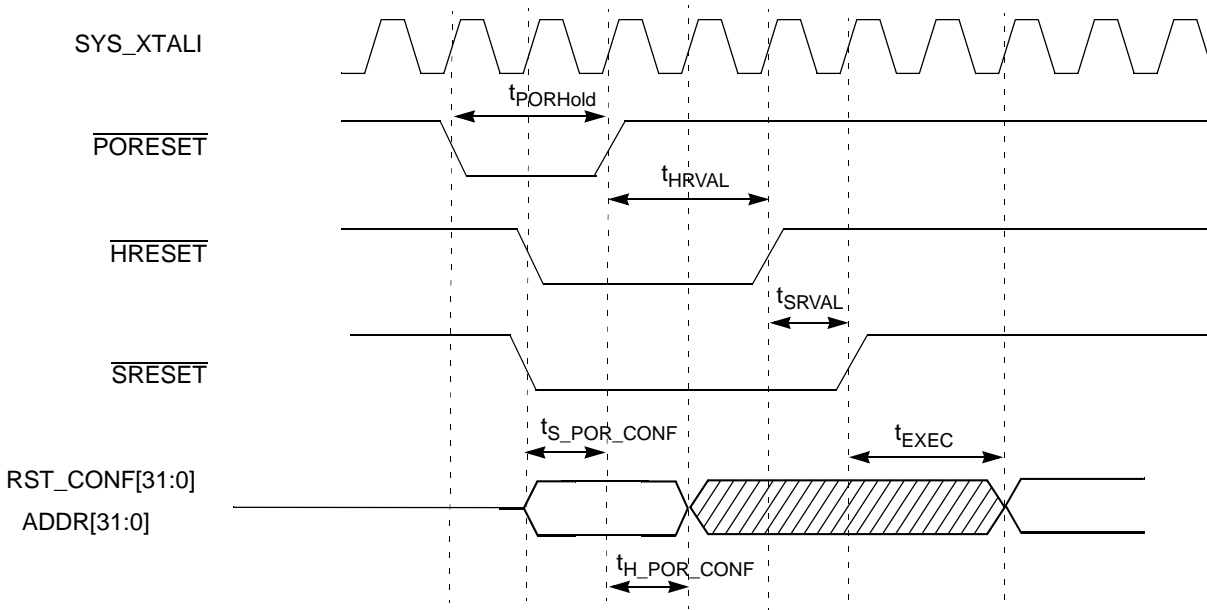 SYS_XTALI
tPORHold
PORESET
tHRVAL
HRESET
tSRVAL
SRESET
tS_POR_CONF
tEXEC
RST_CONF[31:0]
ADDR[31:0]
tH_POR_CONF